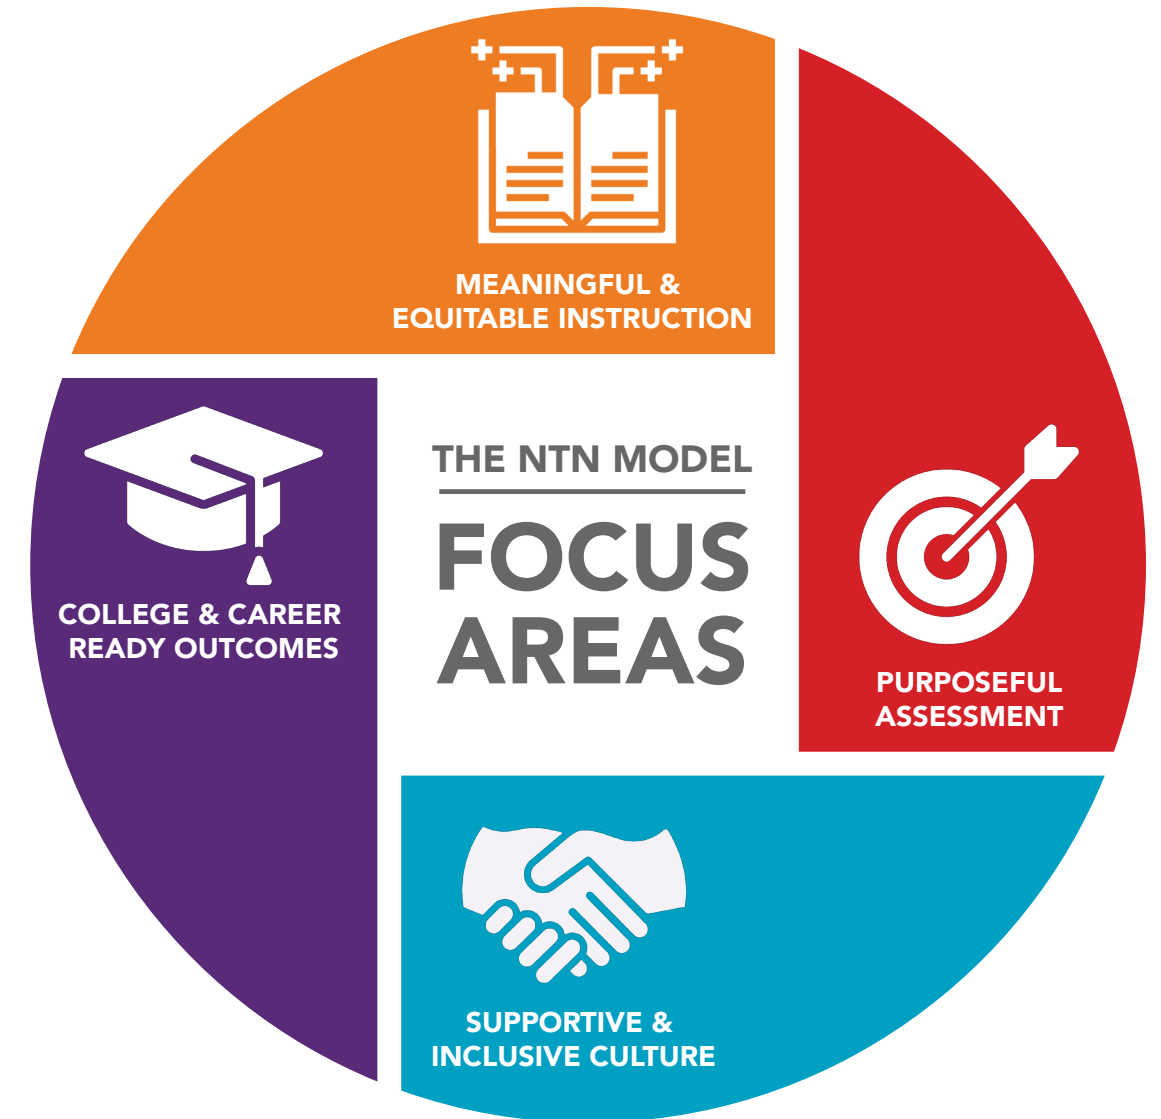 MEANINGFUL &
EQUITABLE INSTRUCTION
THE NTN MODEL
FOCUS
AREAS
COLLEGE & CAREER
READY OUTCOMES
PURPOSEFUL
ASSESSMENT
SUPPORTIVE &
INCLUSIVE CULTURE